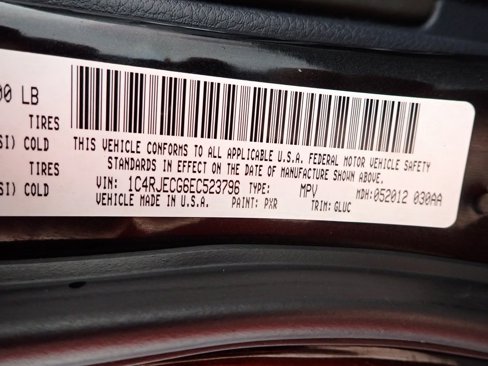 00 LB
TIRES
SI) COLD
TIRES
SI) COLD
THIS VEHICLE CONFORMS TO ALL APPLICABLE U.S.A. FEDERAL MOTOR VEHICLE SAFETY
STANDARDS IN EFFECT ON THE DATE OF MANUFACTURE SHOWN ABOVE.
VIN: 1C4RJECG6EC523796 TYPE: MPV MDH:052012 030AA
VEHICLE MADE IN U.S.A. PAINT: PXR TRIM: GLUC